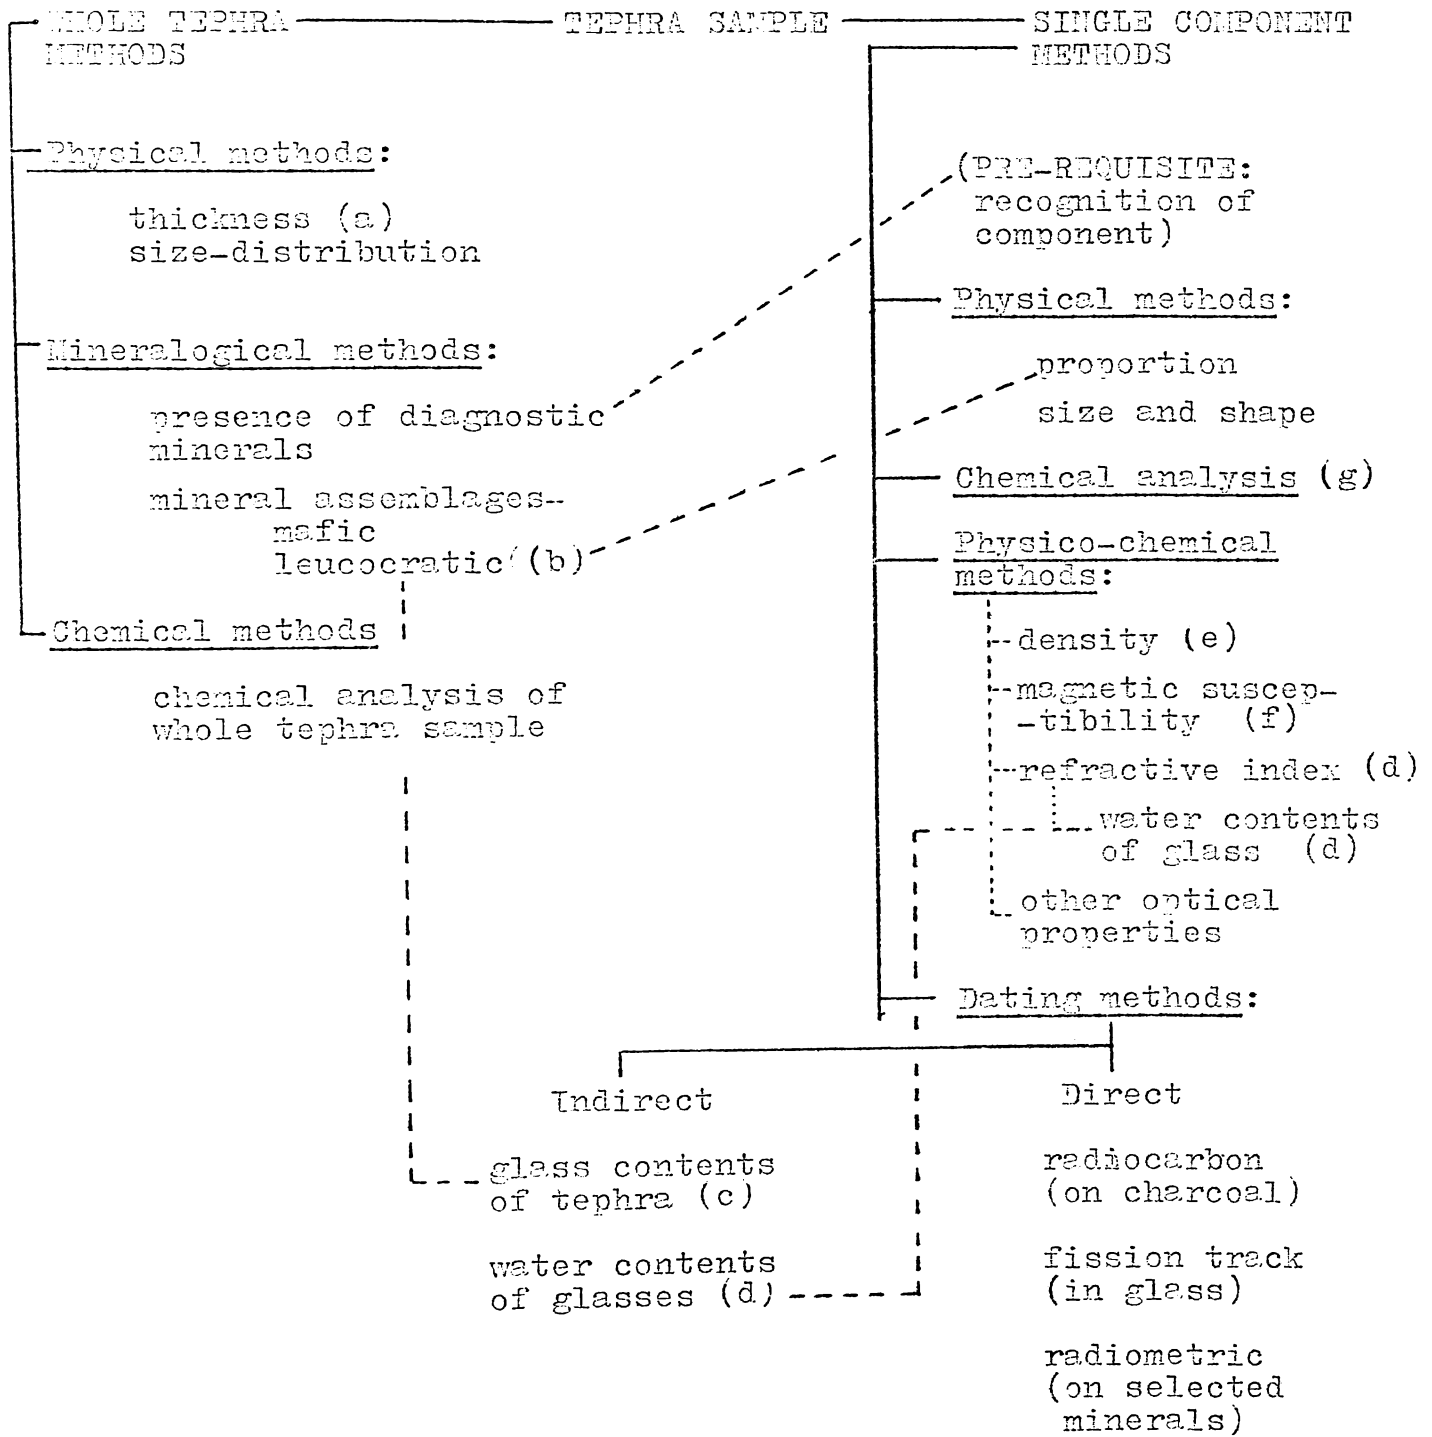 WHOLE TEPHRA METHODS
TEPHRA SAMPLE
SINGLE COMPONENT METHODS
Physical methods:
thickness (a)
size-distribution
Mineralogical methods:
presence of diagnostic
minerals
mineral assemblages--
mafic
leucocratic (b)
Chemical methods
chemical analysis of
whole tephra sample
(PRE-REQUISITE:
recognition of
component)
Physical methods:
proportion
size and shape
Chemical analysis (g)
Physico-chemical
methods:
density (e)
magnetic suscep-
-tibility (f)
refractive index (d)
water contents
of glass (d)
other optical
properties
Dating methods:
Indirect
glass contents
of tephra (c)
water contents
of glasses (d)
Direct
radiocarbon
(on charcoal)
fission track
(in glass)
radiometric
(on selected
minerals)